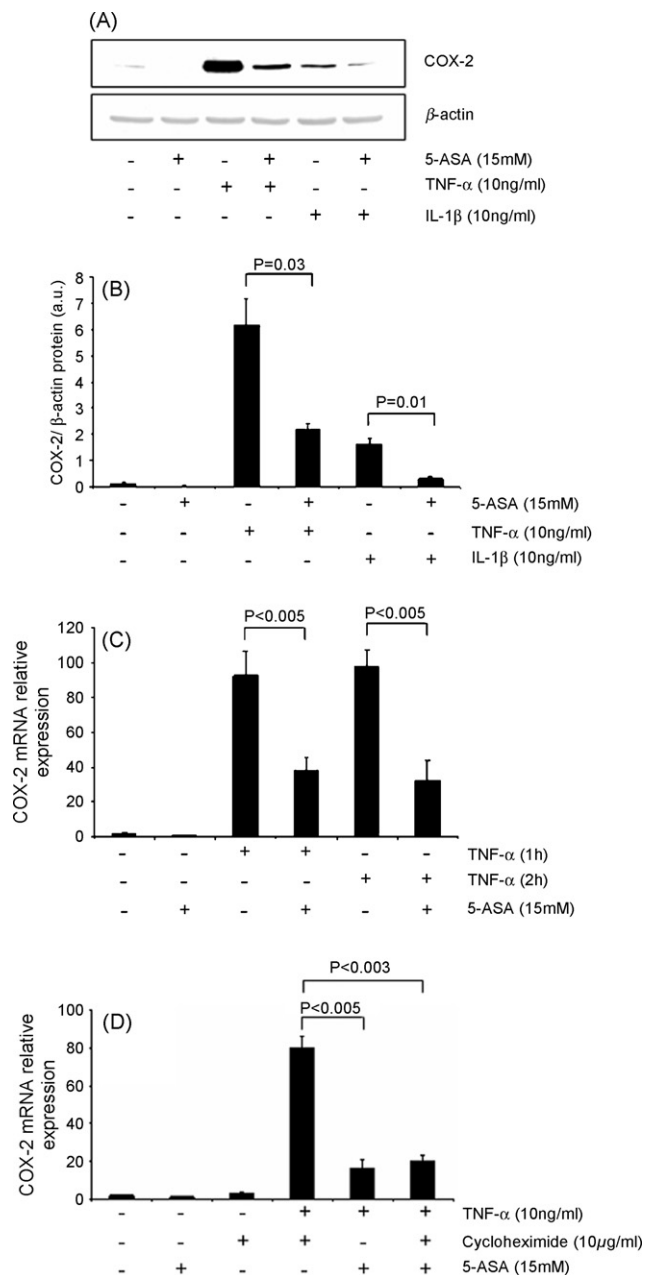 (A)
COX-2
β-actin
- + - + - + 5-ASA (15mM)
- - + + - - TNF-α (10ng/ml)
- - - - + + IL-1β (10ng/ml)
(B)
P=0.03
P=0.01
COX-2/ β-actin protein (a.u.)
8
7
6
5
4
3
2
1
0
- + - + - + 5-ASA (15mM)
- - + + - - TNF-α (10ng/ml)
- - - - + + IL-1β (10ng/ml)
(C)
P<0.005 P<0.005
COX-2 mRNA relative
expression
120
100
80
60
40
20
0
- - + + - - TNF-α (1h)
- - - - + + TNF-α (2h)
- + - + - + 5-ASA (15mM)
(D)
P<0.003
P<0.005
COX-2 mRNA relative
expression
100
80
60
40
20
0
- - - + + + TNF-α (10ng/ml)
- - + + - + Cycloheximide (10µg/ml)
- + - - + + 5-ASA (15mM)